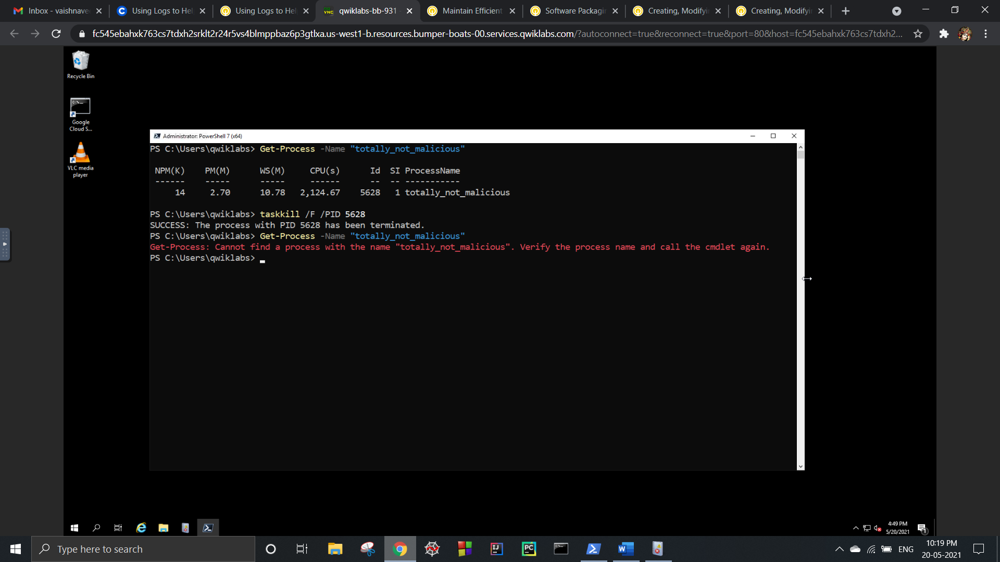 Inbox - vaishnave
Using Logs to Hel
Using Logs to Hel
qwiklabs-bb-931
Maintain Efficient
Software Packagin
Creating, Modifyi
Creating, Modifyi
fc545ebahxk763cs7tdxh2srklt2r24r5vs4blmppbaz6p3gtlxa.us-west1-b.resources.bumper-boats-00.services.qwiklabs.com/?autoconnect=true&reconnect=true&port=80&host=fc545ebahxk763cs7tdxh2...
Recycle Bin
Google
Cloud S...
VLC media
player
Administrator: PowerShell 7 (x64)
PS C:\Users\qwiklabs> Get-Process -Name "totally_not_malicious"
NPM(K) PM(M) WS(M) CPU(s) Id SI ProcessName
------ ----- ----- ------ -- -- -----------
14 2.70 10.78 2,124.67 5628 1 totally_not_malicious
PS C:\Users\qwiklabs> taskkill /F /PID 5628
SUCCESS: The process with PID 5628 has been terminated.
PS C:\Users\qwiklabs> Get-Process -Name "totally_not_malicious"
Get-Process: Cannot find a process with the name "totally_not_malicious". Verify the process name and call the cmdlet again.
PS C:\Users\qwiklabs>
4:49 PM
5/20/2021
1
Type here to search
ENG
10:19 PM
20-05-2021